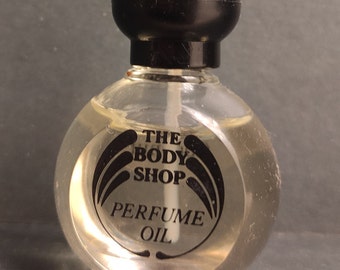 THE
BODY
SHOP
PERFUME
OIL